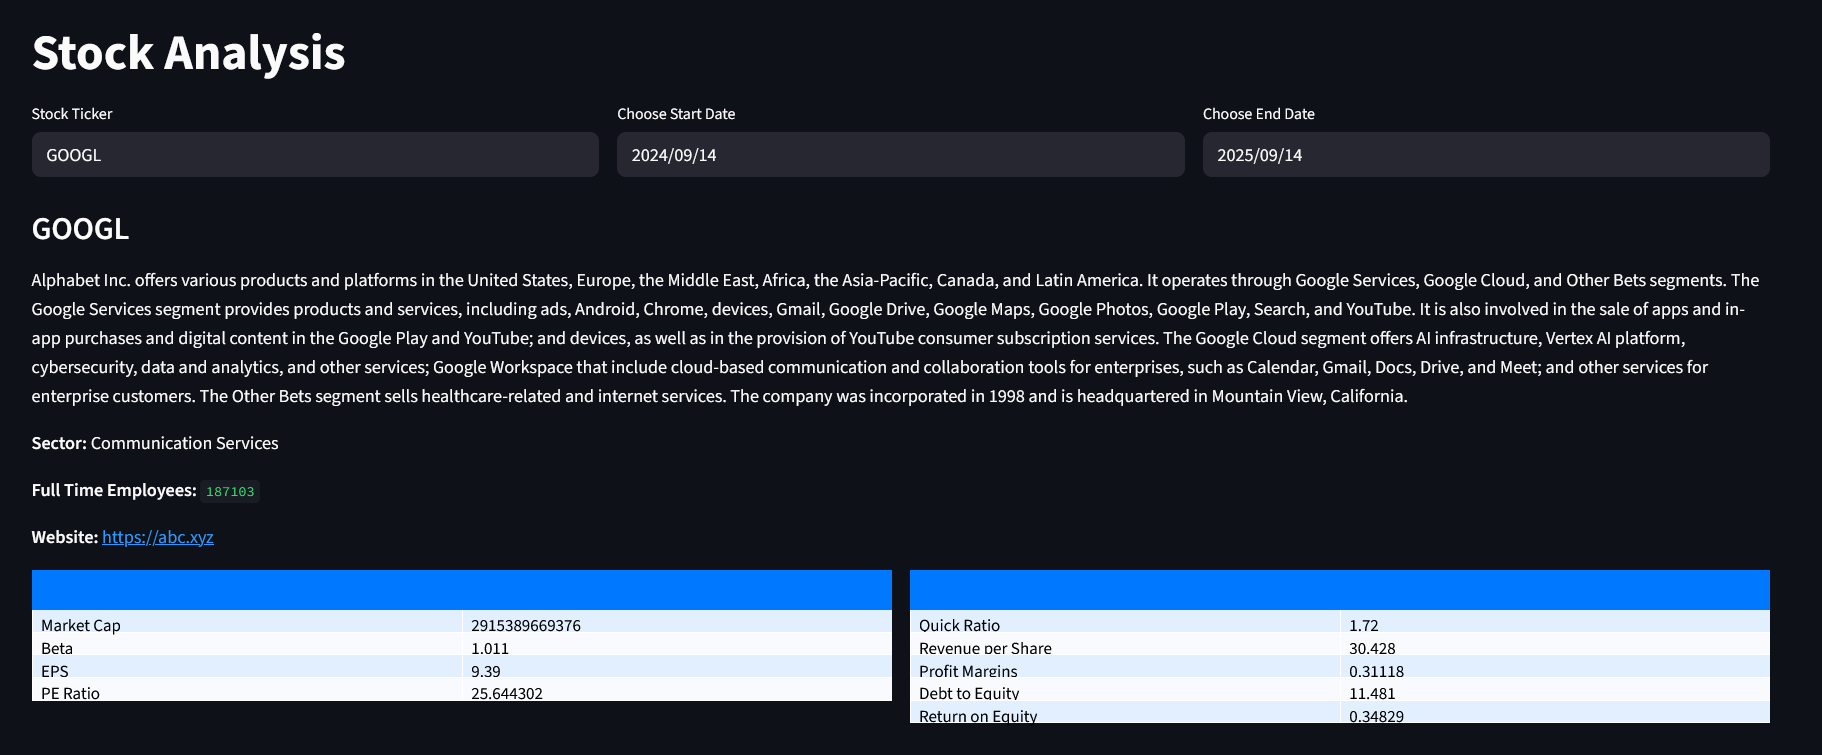 Stock Analysis
Stock Ticker
Choose Start Date
Choose End Date
GOOGL
2024/09/14
2025/09/14
GOOGL
Alphabet Inc. offers various products and platforms in the United States, Europe, the Middle East, Africa, the Asia-Pacific, Canada, and Latin America. It operates through Google Services, Google Cloud, and Other Bets segments. The
Google Services segment provides products and services, including ads, Android, Chrome, devices, Gmail, Google Drive, Google Maps, Google Photos, Google Play, Search, and YouTube. It is also involved in the sale of apps and in-
app purchases and digital content in the Google Play and YouTube; and devices, as well as in the provision of YouTube consumer subscription services. The Google Cloud segment offers AI infrastructure, Vertex AI platform,
cybersecurity, data and analytics, and other services; Google Workspace that include cloud-based communication and collaboration tools for enterprises, such as Calendar, Gmail, Docs, Drive, and Meet; and other services for
enterprise customers. The Other Bets segment sells healthcare-related and internet services. The company was incorporated in 1998 and is headquartered in Mountain View, California.
Sector: Communication Services
Full Time Employees: 187103
Website: https://abc.xyz
Market Cap 2915389669376
Beta 1.011
EPS 9.39
PE Ratio 25.644302
Quick Ratio 1.72
Revenue per Share 30.428
Profit Margins 0.31118
Debt to Equity 11.481
Return on Equity 0.34829